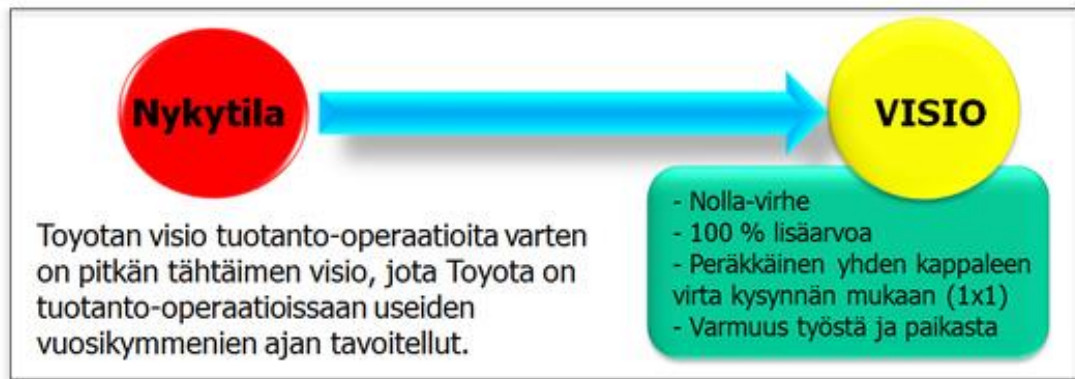 Nykytila
VISIO
Toyotan visio tuotanto-operaatioita varten
on pitkän tähtäimen visio, jota Toyota on
tuotanto-operaatioissaan useiden
vuosikymmenien ajan tavoitellut.
- Nolla-virhe
- 100 % lisäarvoa
- Peräkkäinen yhden kappaleen
virta kysynnän mukaan (1x1)
- Varmuus työstä ja paikasta